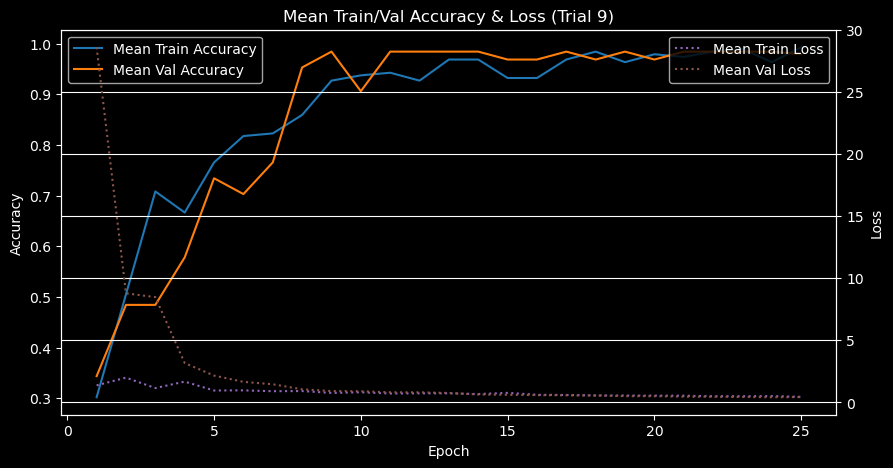 Mean Train/Val Accuracy & Loss (Trial 9)
Mean Train Accuracy
Mean Val Accuracy
Mean Train Loss
Mean Val Loss
1.0
0.9
0.8
0.7
0.6
0.5
0.4
0.3
Accuracy
30
25
20
15
10
5
0
Loss
0
5
10
15
20
25
Epoch